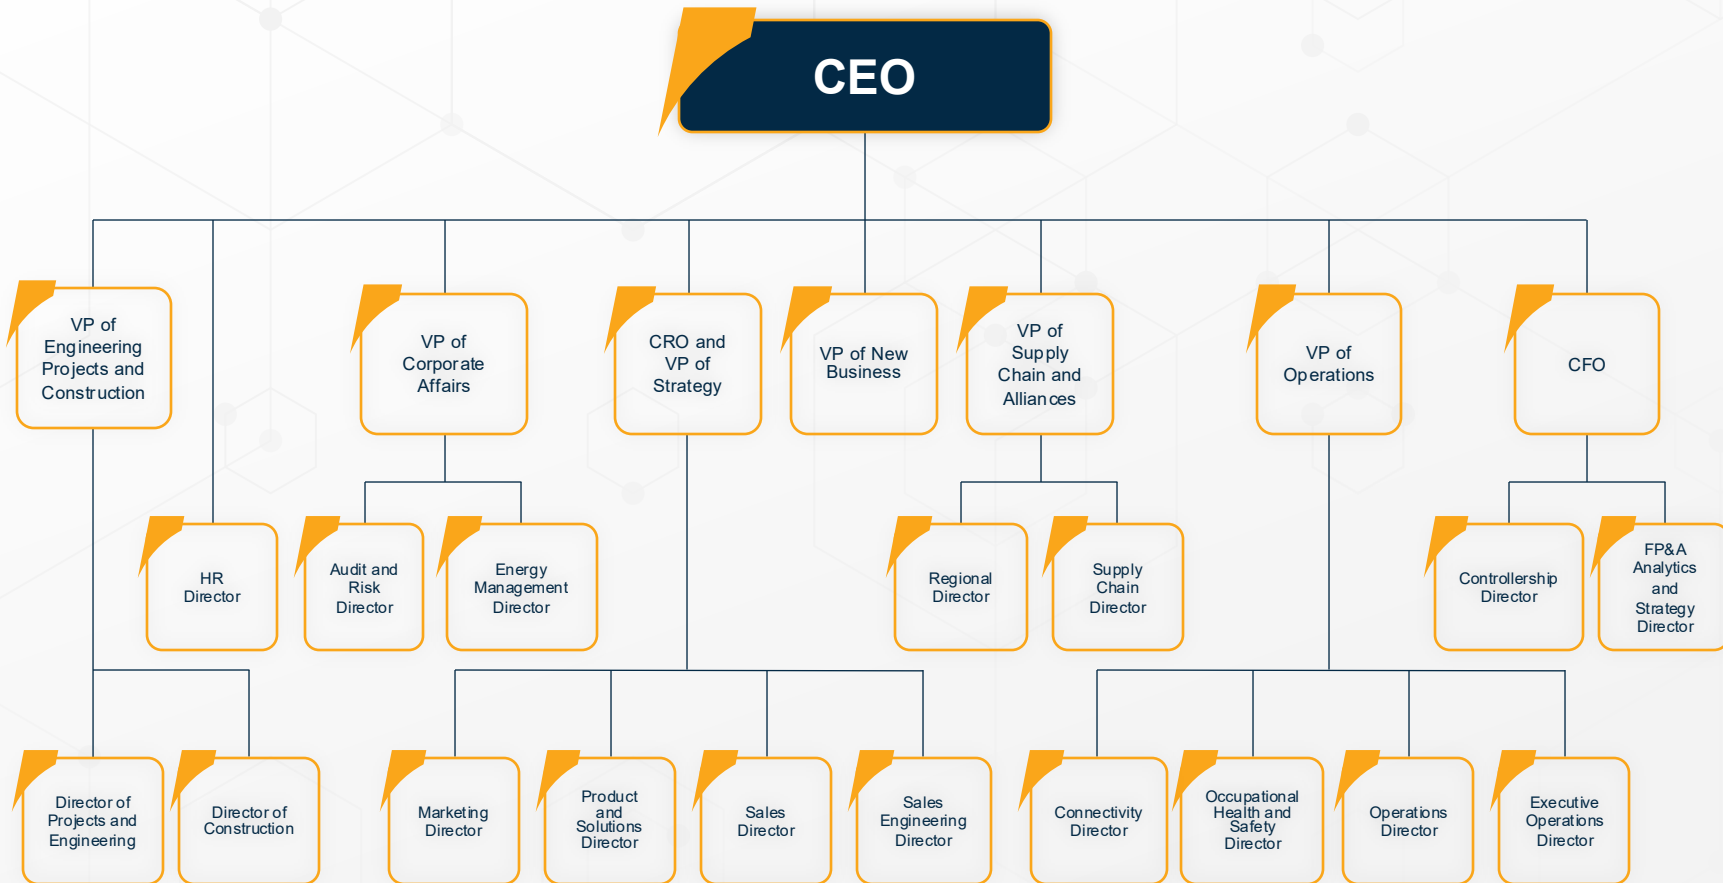 CEO
VP of
Engineering
Projects and
Construction
VP of
Corporate
Affairs
CRO and
VP of
Strategy
VP of New
Business
VP of
Supply
Chain and
Alliances
VP of
Operations
CFO
HR
Director
Audit and
Risk
Director
Energy
Management
Director
Regional
Director
Supply
Chain
Director
Controllership
Director
FP&A
Analytics
and
Strategy
Director
Director of
Projects and
Engineering
Director of
Construction
Marketing
Director
Product
and
Solutions
Director
Sales
Director
Sales
Engineering
Director
Connectivity
Director
Occupational
Health and
Safety
Director
Operations
Director
Executive
Operations
Director